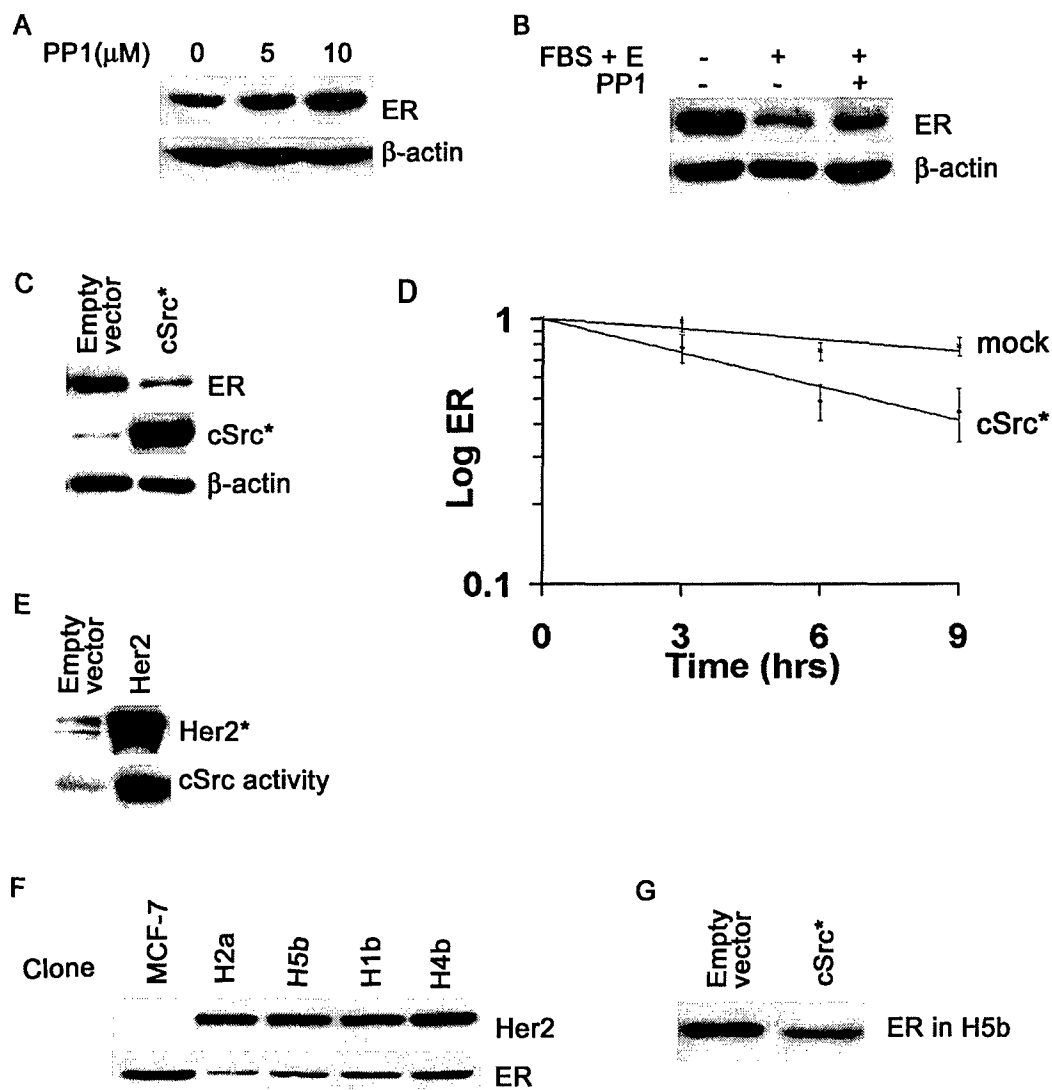 A
PP1(µM) 0 5 10
ER
β-actin
B
FBS + E - + +
PP1 - - +
ER
β-actin
C
Empty vector
cSrc*
ER
cSrc*
β-actin
D
1
0.1
Log ER
mock
cSrc*
0 3 6 9
Time (hrs)
E
Empty vector
Her2
Her2*
cSrc activity
F
Clone MCF-7 H2a H5b H1b H4b
Her2
ER
G
Empty vector
cSrc*
ER in H5b